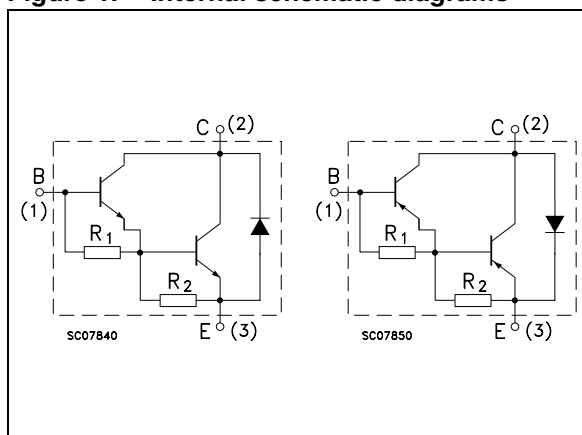 Figure 1. Internal schematic diagrams
C (2)
B
(1)
R1
R2
SC07840
E (3)
C (2)
B
(1)
R1
R2
SC07850
E (3)